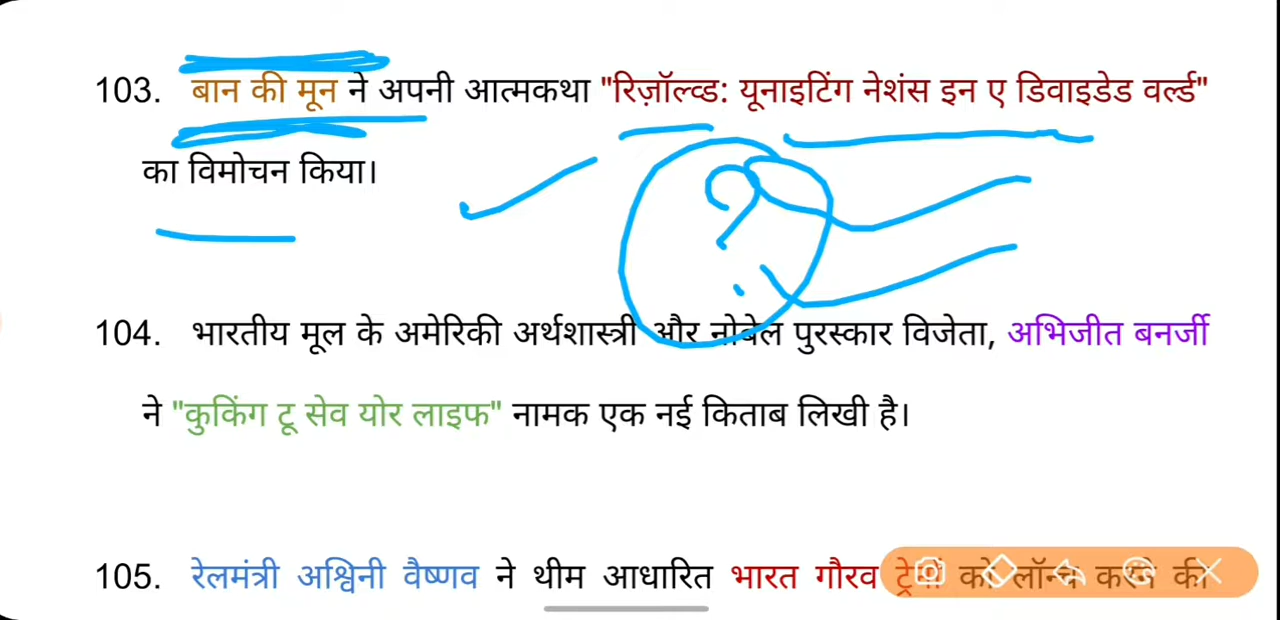 103. बान की मून ने अपनी आत्मकथा "रिज़ॉल्व्ड: यूनाइटिंग नेशंस इन ए डिवाइडेड वर्ल्ड"
का विमोचन किया।
?
104. भारतीय मूल के अमेरिकी अर्थशास्त्री और नोबेल पुरस्कार विजेता, अभिजीत बनर्जी
ने "कुकिंग टू सेव योर लाइफ" नामक एक नई किताब लिखी है।
105. रेलमंत्री अश्विनी वैष्णव ने थीम आधारित भारत गौरव ट्रेनों को लॉन्च करने की